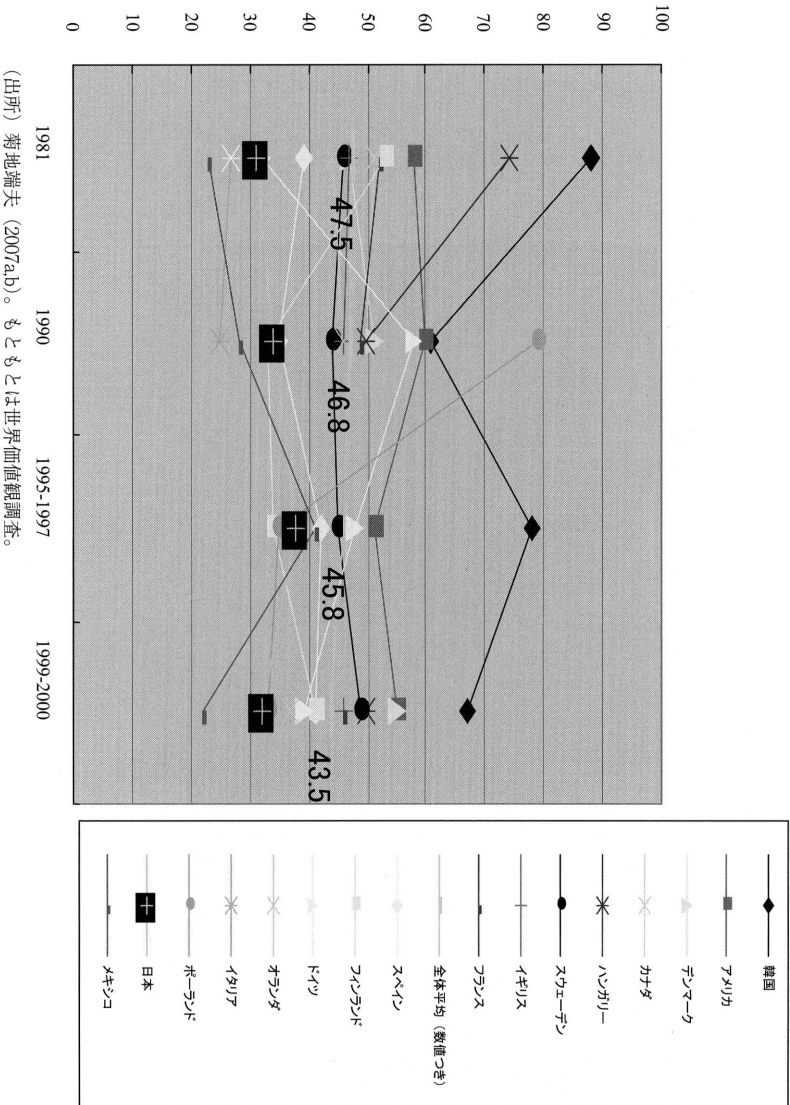 100
90
80
70
60
50
40
30
20
10
0
47.5
46.8
45.8
43.5
1981
1990
1995-1997
1999-2000
韓国
アメリカ
デンマーク
カナダ
ハンガリー
スウェーデン
イギリス
フランス
全体平均（数値つき）
スペイン
フィンランド
ドイツ
オランダ
イタリア
ポーランド
日本
メキシコ
（出所）菊地端夫（2007a,b）。もともとは世界価値観調査。